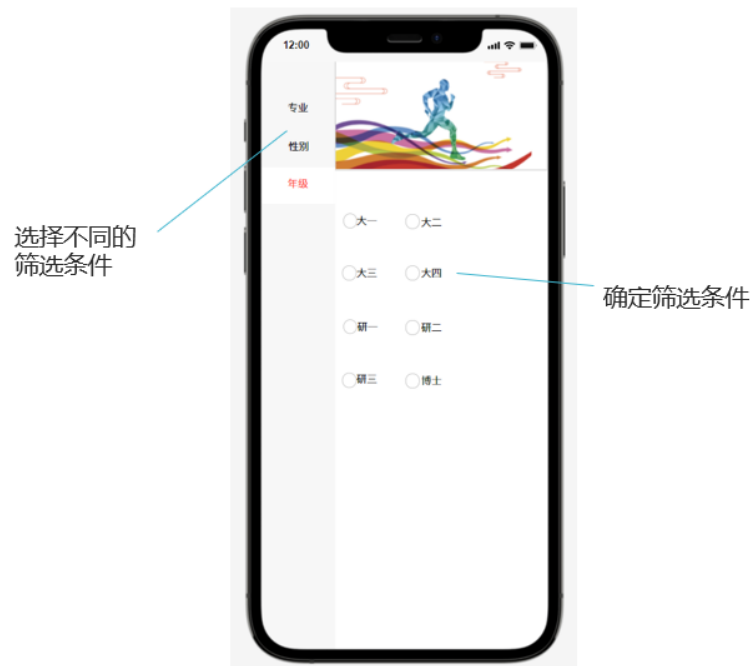 12:00
专业
性别
年级
选择不同的
筛选条件
大一 大二
大三 大四
确定筛选条件
研一 研二
研三 博士